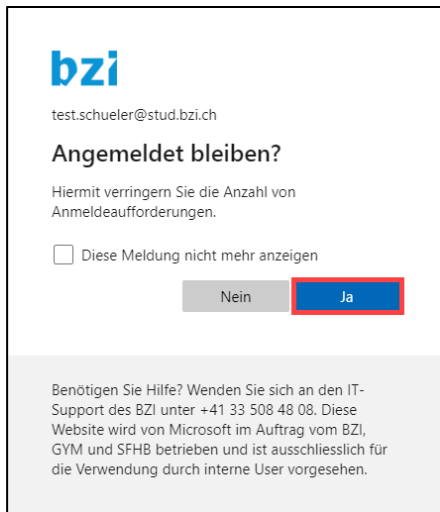 bzi
test.schueler@stud.bzi.ch
Angemeldet bleiben?
Hiermit verringern Sie die Anzahl von
Anmeldeaufforderungen.
Diese Meldung nicht mehr anzeigen
Nein
Ja
Benötigen Sie Hilfe? Wenden Sie sich an den IT-
Support des BZI unter +41 33 508 48 08. Diese
Website wird von Microsoft im Auftrag vom BZI,
GYM und SFHB betrieben und ist ausschliesslich für
die Verwendung durch interne User vorgesehen.